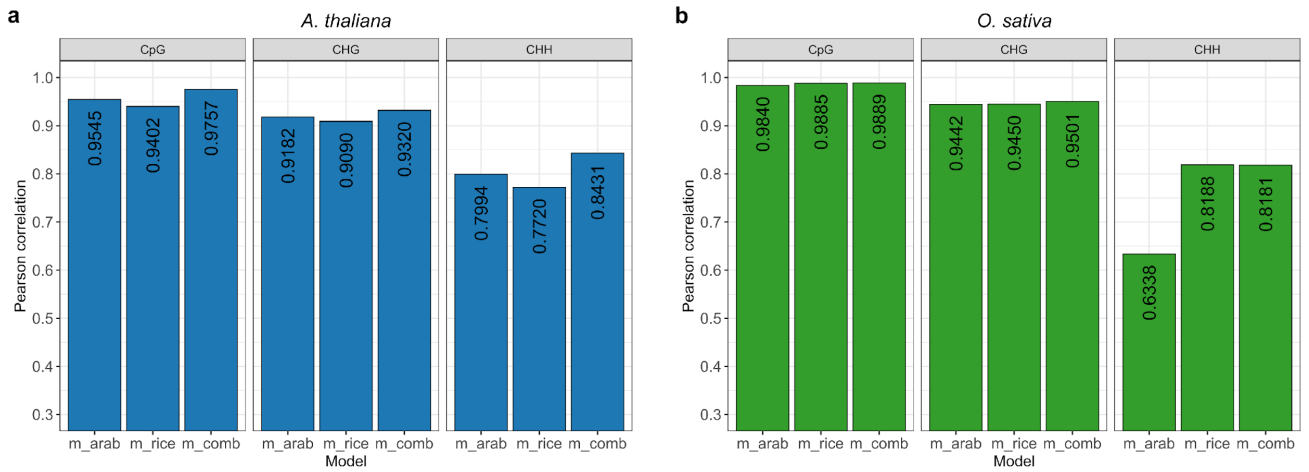 a
A. thaliana
CpG
CHG
CHH
Pearson correlation
1.0
0.9
0.8
0.7
0.6
0.5
0.4
0.3
0.9545
0.9402
0.9757
0.9182
0.9090
0.9320
0.7994
0.7720
0.8431
m_arab m_rice m_comb
m_arab m_rice m_comb
m_arab m_rice m_comb
Model
b
O. sativa
CpG
CHG
CHH
Pearson correlation
1.0
0.9
0.8
0.7
0.6
0.5
0.4
0.3
0.9840
0.9885
0.9889
0.9442
0.9450
0.9501
0.6338
0.8188
0.8181
m_arab m_rice m_comb
m_arab m_rice m_comb
m_arab m_rice m_comb
Model